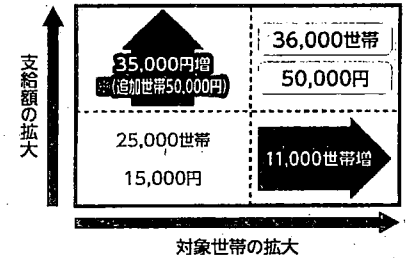 支給額の拡大
35,000円増
(追加世帯50,000円)
36,000世帯
50,000円
25,000世帯
15,000円
11,000世帯増
対象世帯の拡大